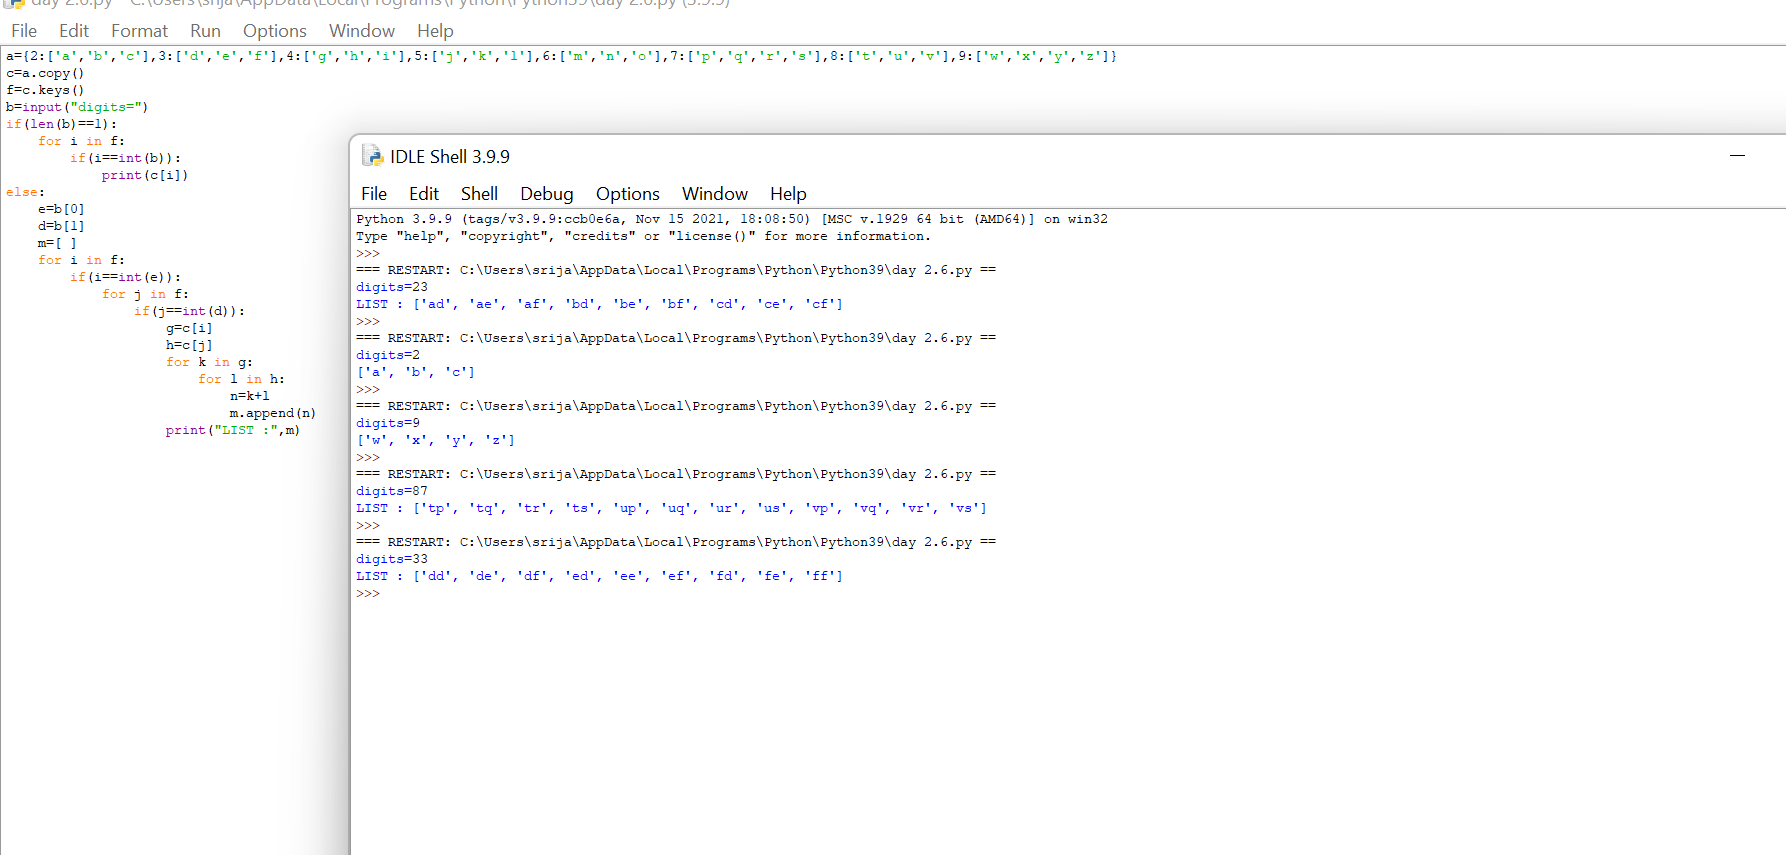 day 2.6.py - C:\Users\srija\AppData\Local\Programs\Python\Python39\day 2.6.py (3.9.9)
File Edit Format Run Options Window Help
a={2:['a','b','c'],3:['d','e','f'],4:['g','h','i'],5:['j','k','l'],6:['m','n','o'],7:['p','q','r','s'],8:['t','u','v'],9:['w','x','y','z']}
c=a.copy()
f=c.keys()
b=input("digits=")
if(len(b)==1):
    for i in f:
        if(i==int(b)):
            print(c[i])
else:
    e=b[0]
    d=b[1]
    m=[ ]
    for i in f:
        if(i==int(e)):
            for j in f:
                if(j==int(d)):
                    g=c[i]
                    h=c[j]
                    for k in g:
                        for l in h:
                            n=k+l
                            m.append(n)
                    print("LIST :",m)
IDLE Shell 3.9.9
File Edit Shell Debug Options Window Help
Python 3.9.9 (tags/v3.9.9:ccb0e6a, Nov 15 2021, 18:08:50) [MSC v.1929 64 bit (AMD64)] on win32
Type "help", "copyright", "credits" or "license()" for more information.
>>>
=== RESTART: C:\Users\srija\AppData\Local\Programs\Python\Python39\day 2.6.py ==
digits=23
LIST : ['ad', 'ae', 'af', 'bd', 'be', 'bf', 'cd', 'ce', 'cf']
>>>
=== RESTART: C:\Users\srija\AppData\Local\Programs\Python\Python39\day 2.6.py ==
digits=2
['a', 'b', 'c']
>>>
=== RESTART: C:\Users\srija\AppData\Local\Programs\Python\Python39\day 2.6.py ==
digits=9
['w', 'x', 'y', 'z']
>>>
=== RESTART: C:\Users\srija\AppData\Local\Programs\Python\Python39\day 2.6.py ==
digits=87
LIST : ['tp', 'tq', 'tr', 'ts', 'up', 'uq', 'ur', 'us', 'vp', 'vq', 'vr', 'vs']
>>>
=== RESTART: C:\Users\srija\AppData\Local\Programs\Python\Python39\day 2.6.py ==
digits=33
LIST : ['dd', 'de', 'df', 'ed', 'ee', 'ef', 'fd', 'fe', 'ff']
>>>